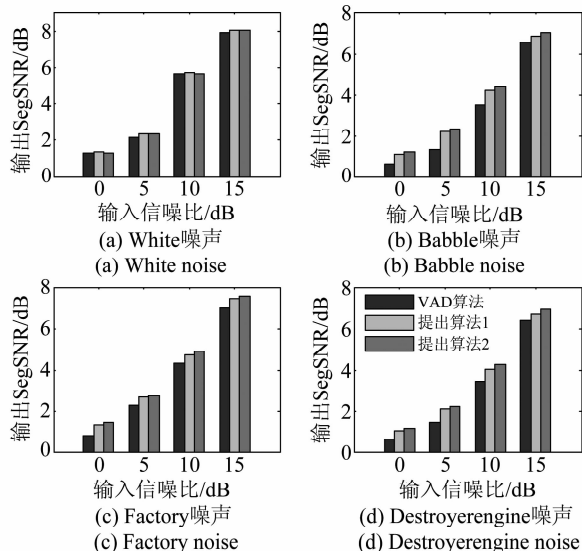 8
6
4
2
0
输出SegSNR/dB
0 5 10 15
输入信噪比/dB
(a) White噪声
(a) White noise
8
6
4
2
0
输出SegSNR/dB
0 5 10 15
输入信噪比/dB
(b) Babble噪声
(b) Babble noise
8
6
4
2
0
输出SegSNR/dB
0 5 10 15
输入信噪比/dB
(c) Factory噪声
(c) Factory noise
8
6
4
2
0
输出SegSNR/dB
VAD算法
提出算法1
提出算法2
0 5 10 15
输入信噪比/dB
(d) Destroyerengine噪声
(d) Destroyerengine noise